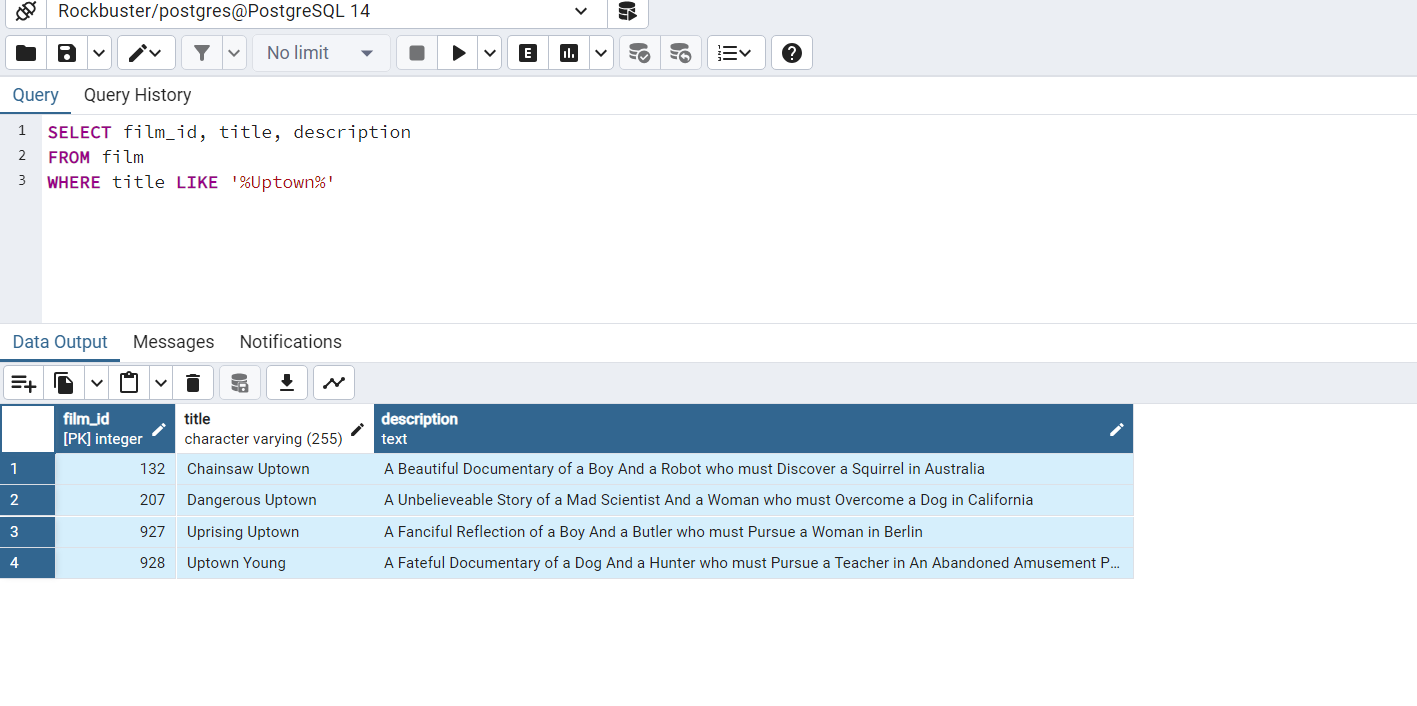 Rockbuster/postgres@PostgreSQL 14
No limit
E
Query Query History
1 SELECT film_id, title, description
2 FROM film
3 WHERE title LIKE '%Uptown%'
Data Output Messages Notifications
film_id title description
[PK] integer character varying (255) text
1 132 Chainsaw Uptown A Beautiful Documentary of a Boy And a Robot who must Discover a Squirrel in Australia
2 207 Dangerous Uptown A Unbelieveable Story of a Mad Scientist And a Woman who must Overcome a Dog in California
3 927 Uprising Uptown A Fanciful Reflection of a Boy And a Butler who must Pursue a Woman in Berlin
4 928 Uptown Young A Fateful Documentary of a Dog And a Hunter who must Pursue a Teacher in An Abandoned Amusement P...